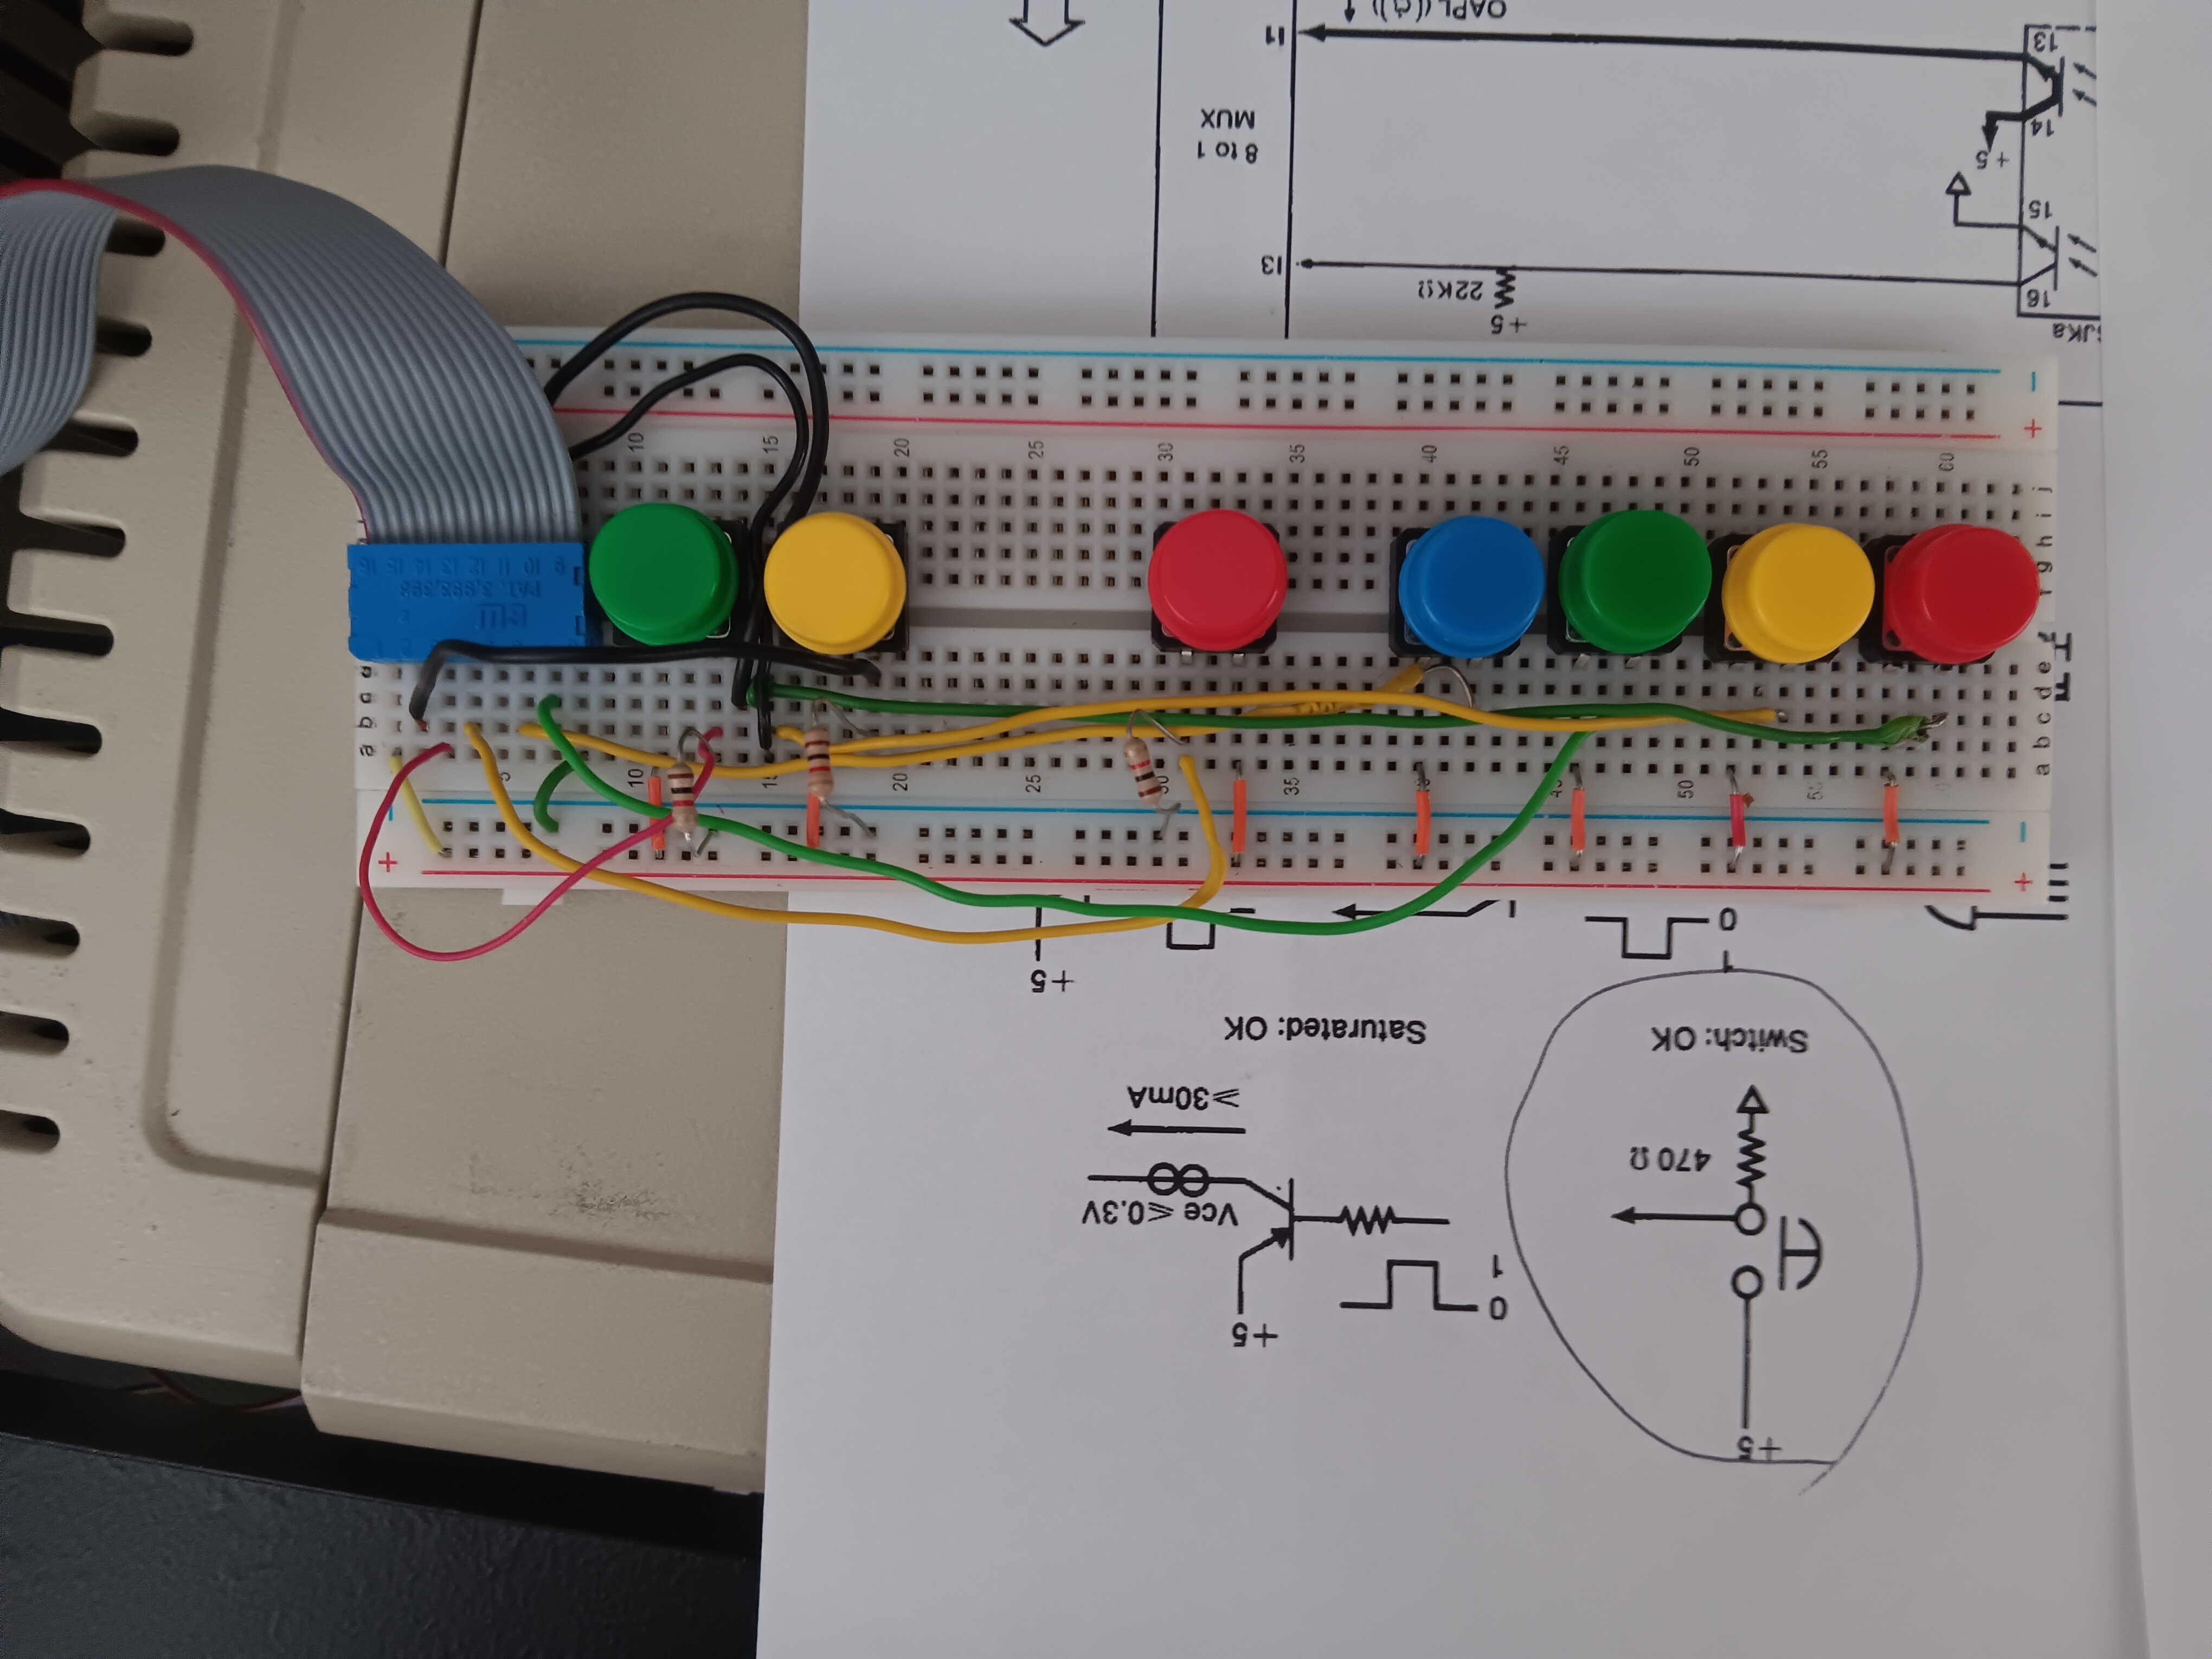 +5
470 Ω
Switch: OK
0
1
+5
Vce ≤0.3V
≥30mA
Saturated: OK
1
0
+5
+ +
−
50 35 30 25 20 15 10 5
a b c d e
a b
PAT. 3,993,396
9 10 11 12 13 14 15 16
f g h i j
60 55 50 45 40 35 30 25 20 15 10
+
−
16
15
+5
22KΩ
I3
+5
14
13
8 to 1
MUX
I1